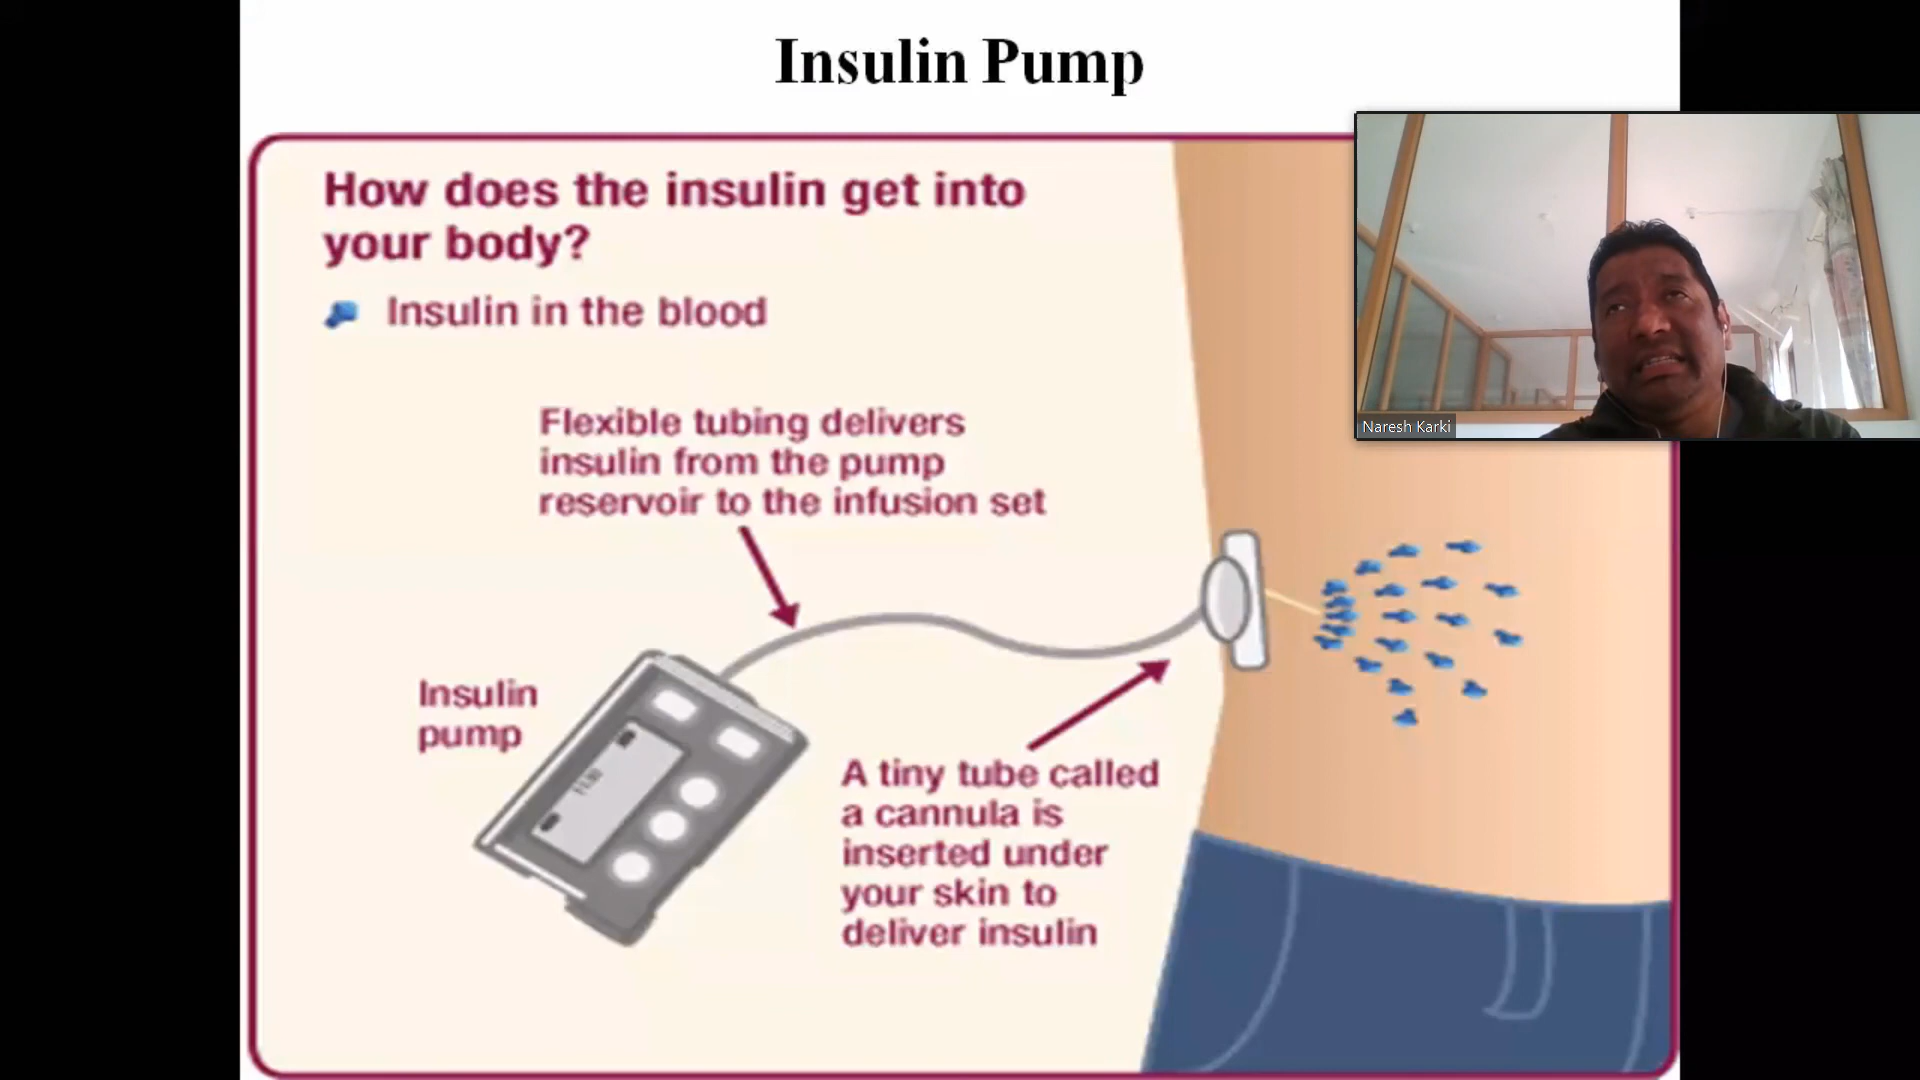 Insulin Pump
How does the insulin get into
your body?
Insulin in the blood
Naresh Karki
Flexible tubing delivers
insulin from the pump
reservoir to the infusion set
Insulin
pump
A tiny tube called
a cannula is
inserted under
your skin to
deliver insulin